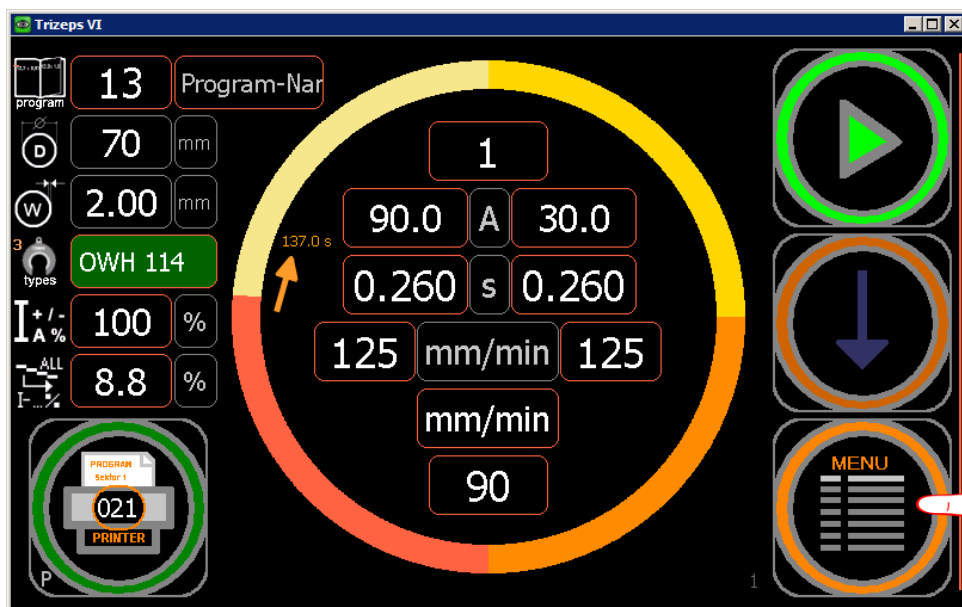 Trizeps VI
program
13
Program-Nar
D
70
mm
W
2.00
mm
3
types
OWH 114
I + / -
A %
100
%
ALL
I-...%
8.8
%
137.0 s
1
90.0 A 30.0
0.260 s 0.260
125 mm/min 125
mm/min
90
PROGRAM
Sektor 1
021
PRINTER
P
MENU
1